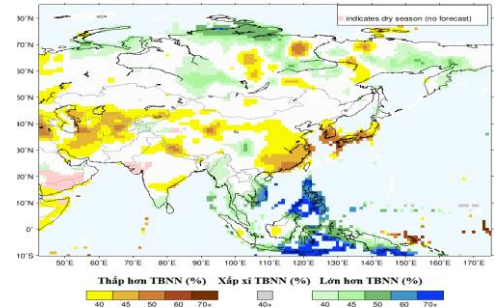 indicates dry season (no forecast)
80°N
70°N
60°N
50°N
40°N
30°N
20°N
10°N
0°
10°S
50°E 60°E 70°E 80°E 90°E 100°E 110°E 120°E 130°E 140°E 150°E 160°E 170°E
Thấp hơn TBNN (%) Xấp xỉ TBNN (%) Lớn hơn TBNN (%)
40 45 50 60 70+ 40+ 40 45 50 60 70+